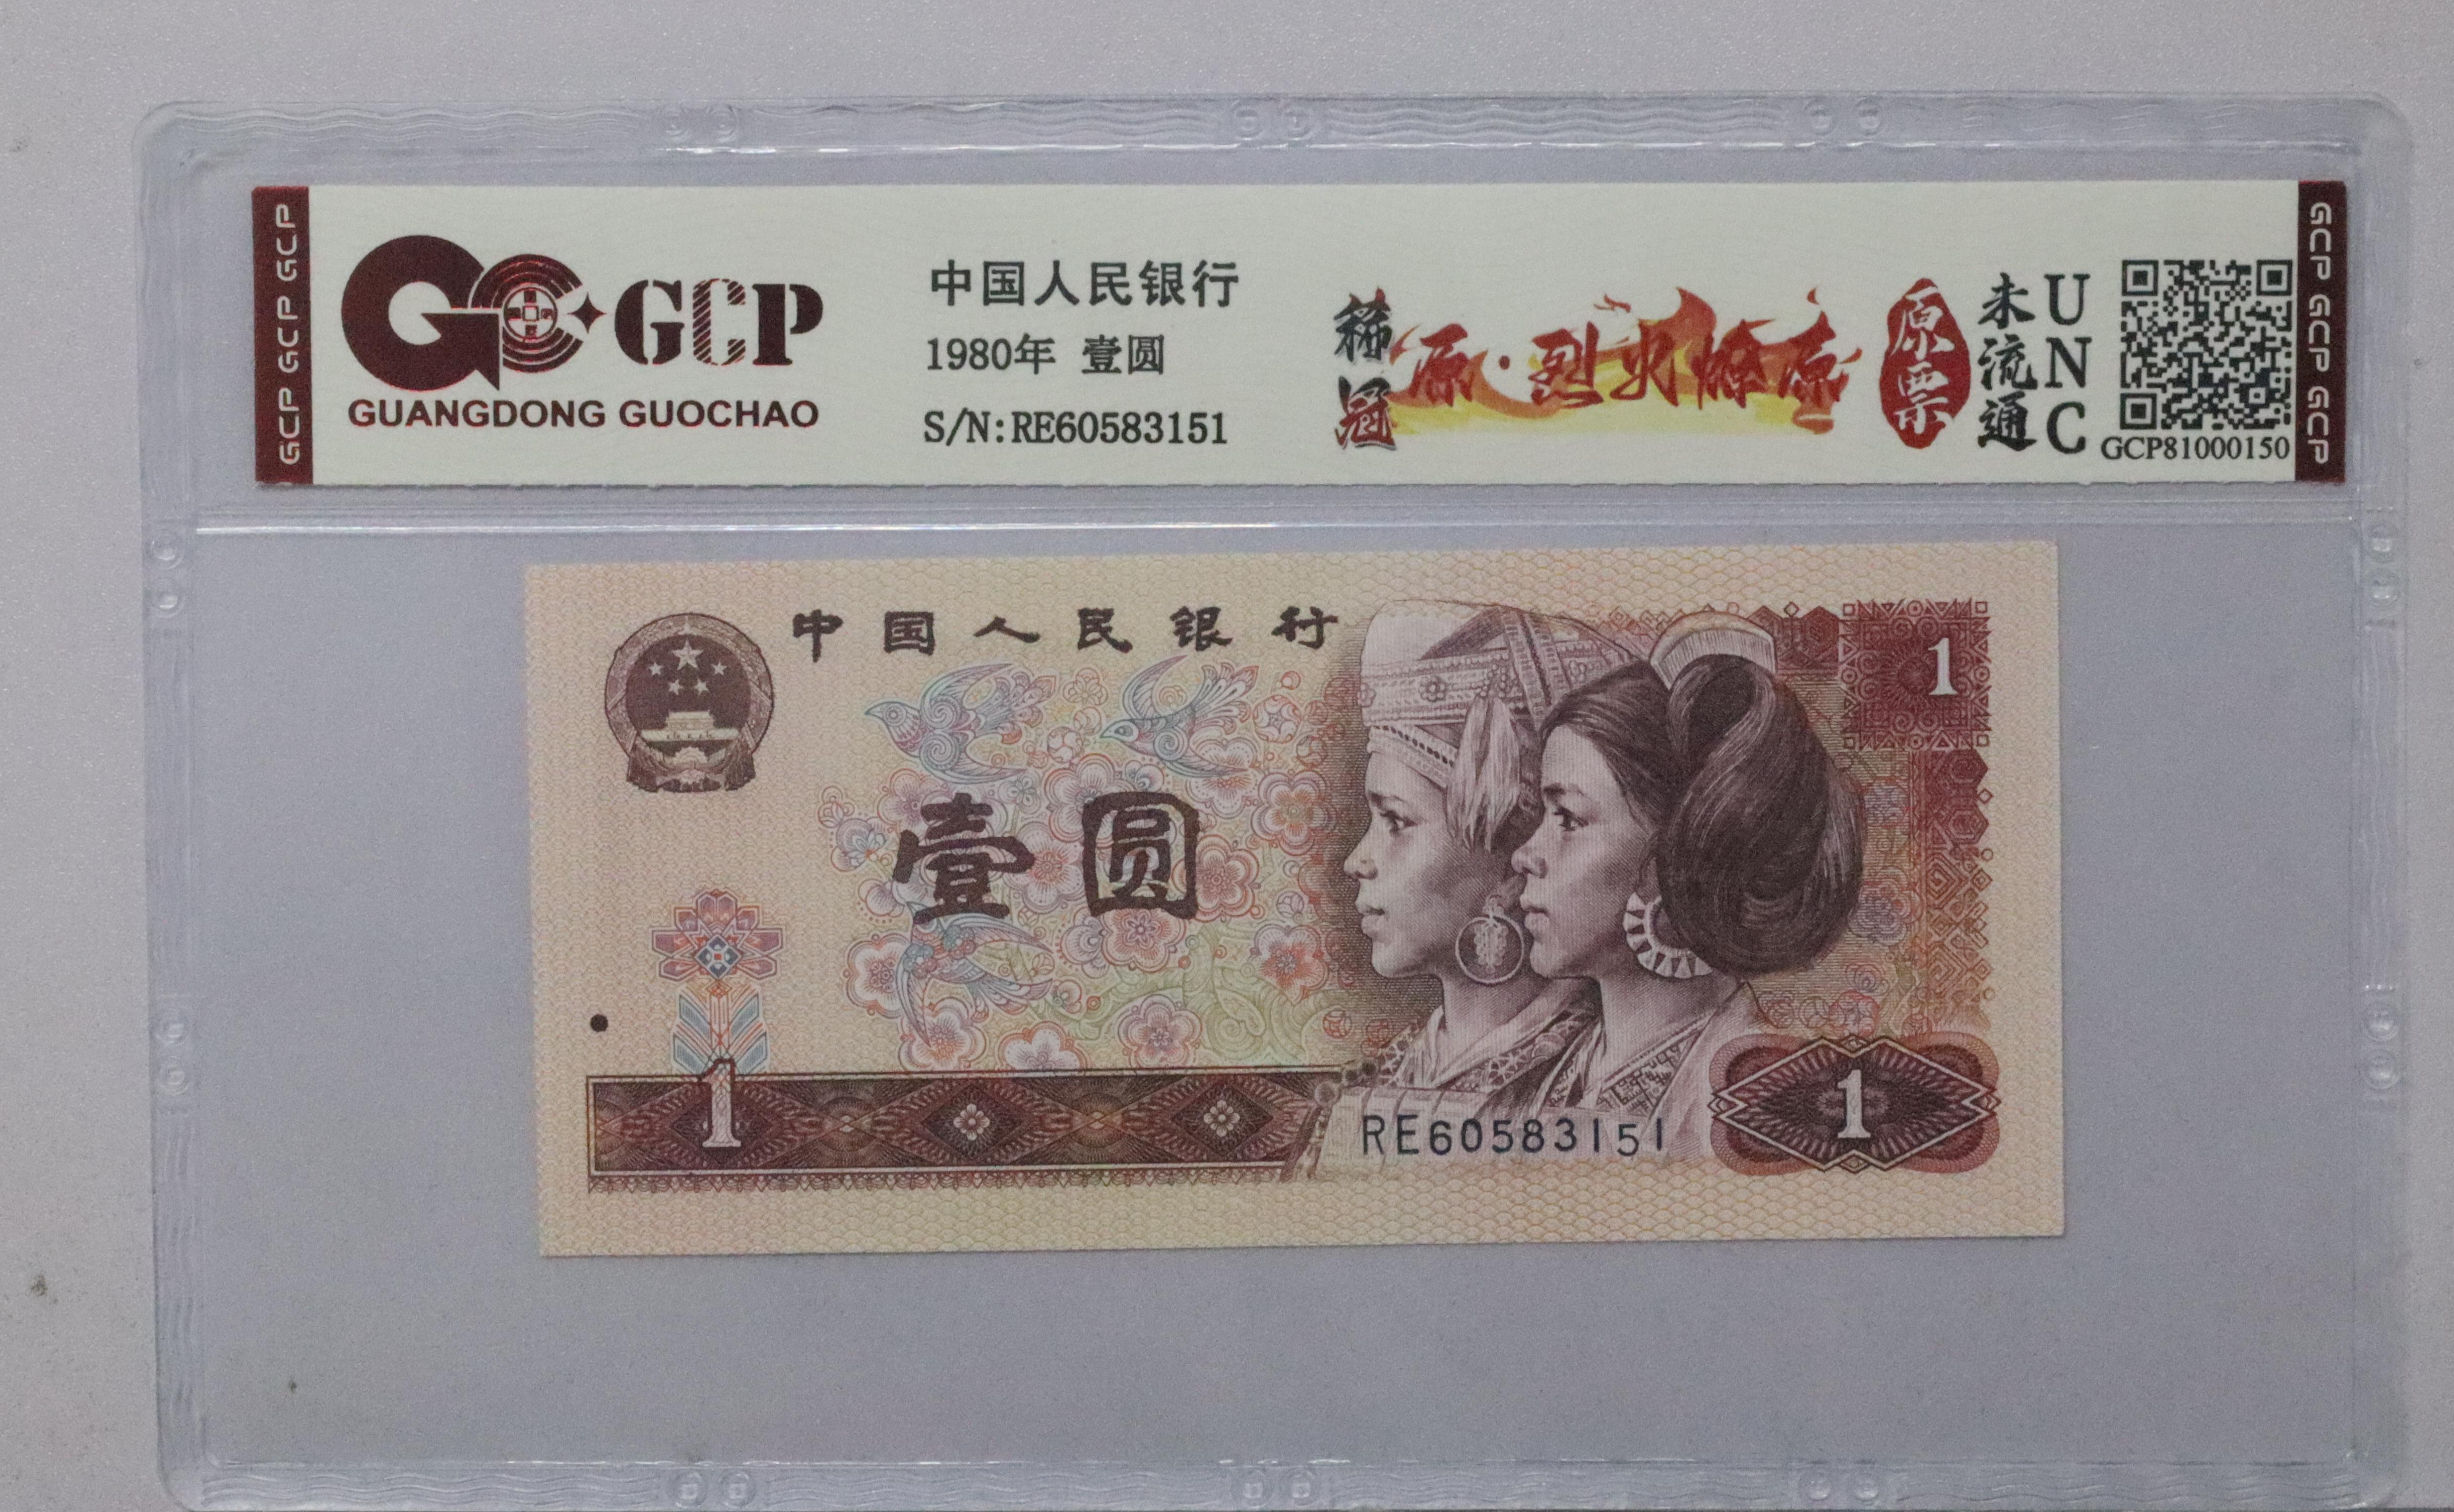 GCP GCP GCP
GCP
GUANGDONG GUOCHAO
中国人民银行
1980年 壹圆
S/N:RE60583151
稀冠
原·烈火燎原
原票
未流通
UNC
GCP81000150
GCP GCP GCP
中国人民银行
1
壹圆
1
RE60583151
1